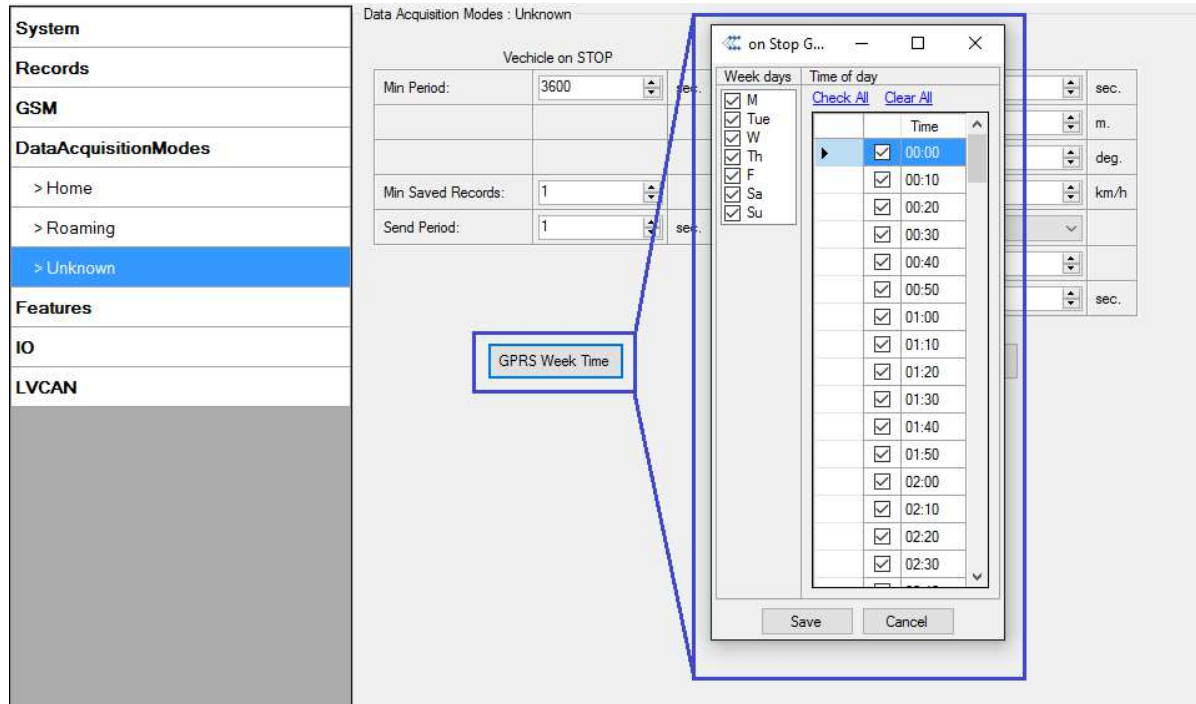 System
Records
GSM
DataAcquisitionModes
> Home
> Roaming
> Unknown
Features
IO
LVCAN
Data Acquisition Modes : Unknown
Vechicle on STOP
Min Period: 3600 sec.
Min Saved Records: 1
Send Period: 1 sec.
GPRS Week Time
on Stop G...
Week days
M
Tue
W
Th
F
Sa
Su
Time of day
Check All Clear All
Time
00:00
00:10
00:20
00:30
00:40
00:50
01:00
01:10
01:20
01:30
01:40
01:50
02:00
02:10
02:20
02:30
Save Cancel
sec.
m.
deg.
km/h
sec.